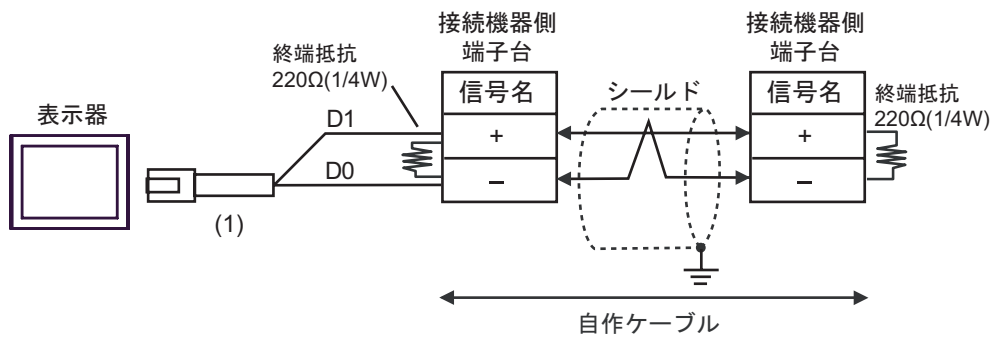 接続機器側
端子台
接続機器側
端子台
終端抵抗
220Ω(1/4W)
信号名
シールド
信号名
終端抵抗
220Ω(1/4W)
表示器
D1
+
+
D0
−
−
(1)
自作ケーブル